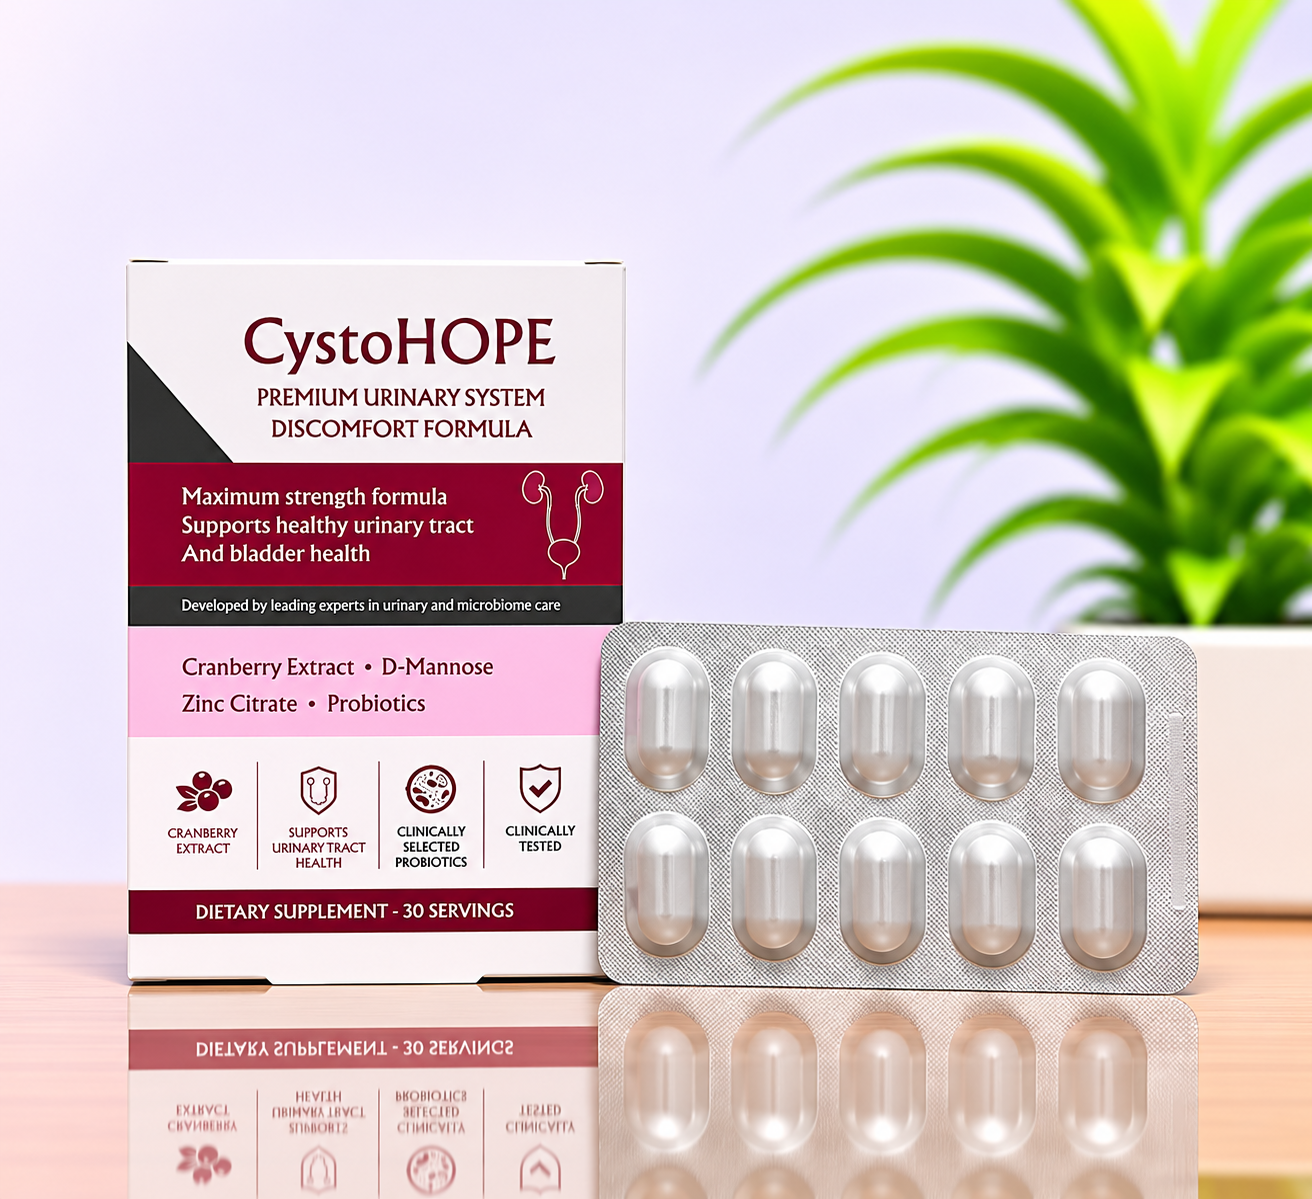 CystoHOPE
PREMIUM URINARY SYSTEM
DISCOMFORT FORMULA
Maximum strength formula
Supports healthy urinary tract
And bladder health
Developed by leading experts in urinary and microbiome care
Cranberry Extract • D-Mannose
Zinc Citrate • Probiotics
CRANBERRY
EXTRACT
SUPPORTS
URINARY TRACT
HEALTH
CLINICALLY
SELECTED
PROBIOTICS
CLINICALLY
TESTED
DIETARY SUPPLEMENT - 30 SERVINGS